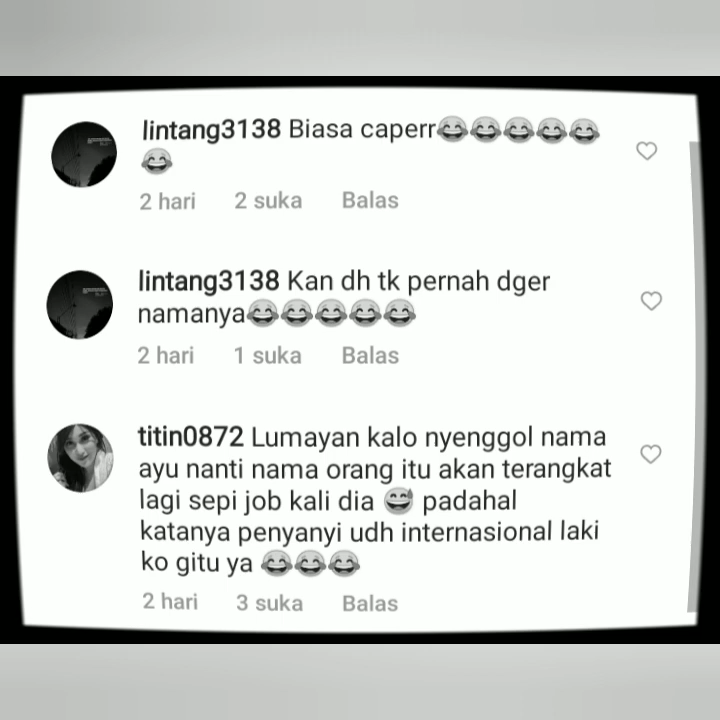 lintang3138 Biasa caperr😂😂😂😂😂
😂
2 hari 2 suka Balas
lintang3138 Kan dh tk pernah dger
namanya😂😂😂😂😂
2 hari 1 suka Balas
titin0872 Lumayan kalo nyenggol nama
ayu nanti nama orang itu akan terangkat
lagi sepi job kali dia 😅 padahal
katanya penyanyi udh internasional laki
ko gitu ya 😂😂😂
2 hari 3 suka Balas